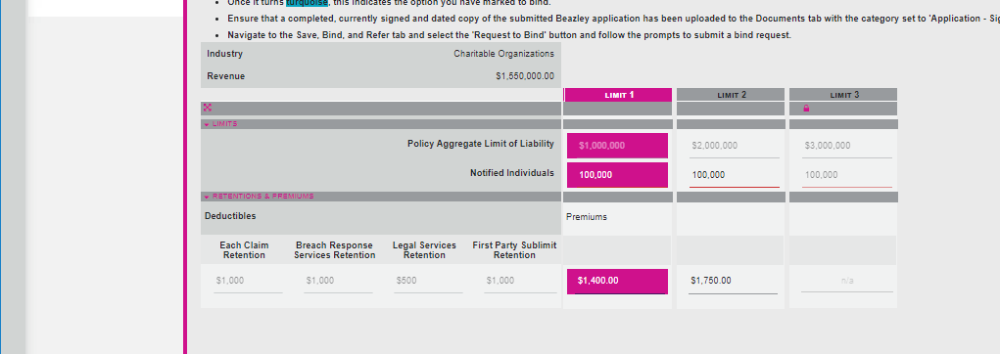 Once it turns turquoise, this indicates the option you have marked to bind.
Ensure that a completed, currently signed and dated copy of the submitted Beazley application has been uploaded to the Documents tab with the category set to 'Application -
Navigate to the Save, Bind, and Refer tab and select the 'Request to Bind' button and follow the prompts to submit a bind request.
Industry Charitable Organizations
Revenue $1,550,000.00
LIMIT 1 LIMIT 2 LIMIT 3
LIMITS
Policy Aggregate Limit of Liability $1,000,000 $2,000,000 $3,000,000
Notified Individuals 100,000 100,000 100,000
RETENTIONS & PREMIUMS
Deductibles Premiums
Each Claim Breach Response Legal Services First Party Sublimit
Retention Services Retention Retention Retention
$1,000 $1,000 $500 $1,000 $1,400.00 $1,750.00 n/a